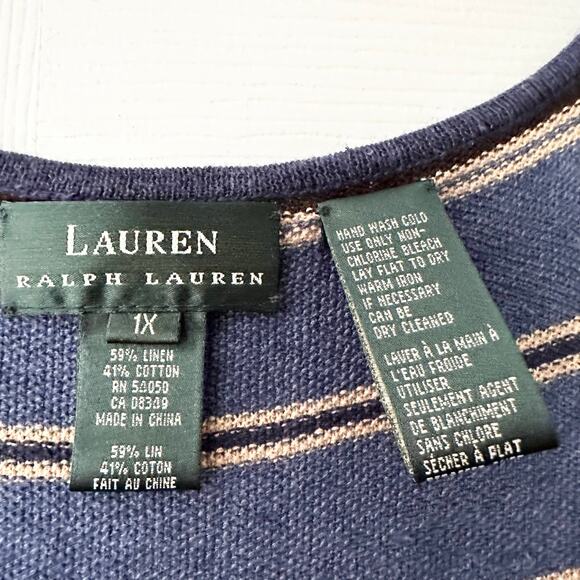 LAUREN
RALPH LAUREN
1X
59% LINEN
41% COTTON
RN 50050
CA 08309
MADE IN CHINA
59% LIN
41% COTON
FAIT AU CHINE
HAND WASH COLD
USE ONLY NON-
CHLORINE BLEACH
LAY FLAT TO DRY
WARM IRON
IF NECESSARY
CAN BE
DRY CLEANED
LAVER À LA MAIN À
L'EAU FROIDE
UTILISER
SEULEMENT AGENT
DE BLANCHIMENT
SANS CHLORE
SÉCHER À PLAT